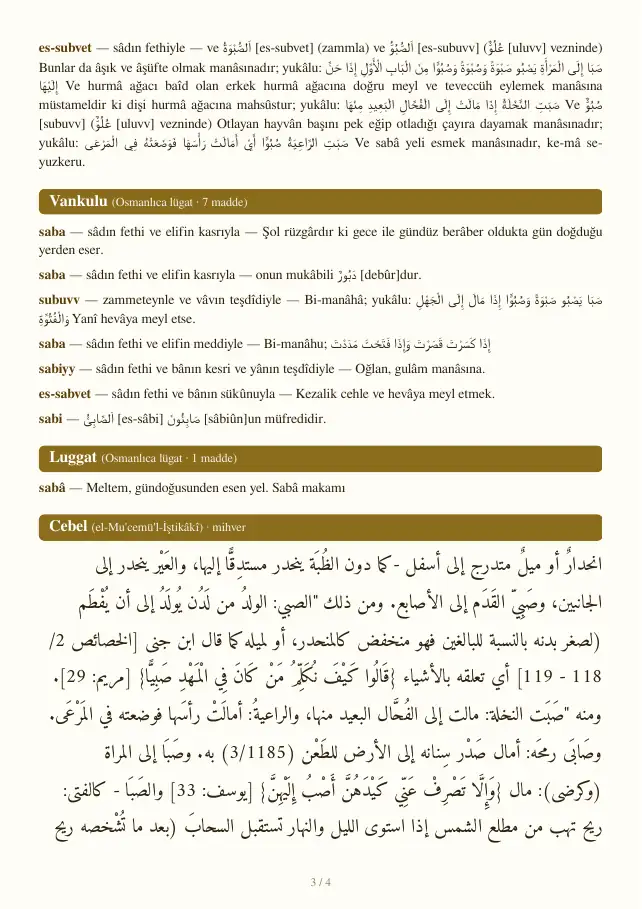 es-subvet — sâdın fethiyle — ve اَلصُّبْوَةُ [es-subvet] (zammla) ve اَلصُّبُوُّ [es-subuvv] (عُلُوٌّ [uluvv] vezninde)
Bunlar da âşık ve âşüfte olmak manâsınadır; yukâlu: صَبَا إِلَى الْمَرْأَةِ يَصْبُو صَبْوَةً وَصُبْوَةً وَصُبُوًّا مِنَ الْبَابِ الْأَوَّلِ إِذَا حَنَّ
إِلَيْهَا Ve hurmâ ağacı baîd olan erkek hurmâ ağacına doğru meyl ve teveccüh eylemek manâsına
müstameldir ki dişi hurmâ ağacına mahsûstur; yukâlu: صَبَتِ النَّخْلَةُ إِذَا مَالَتْ إِلَى الْفُحَّالِ الْبَعِيدِ مِنْهَا Ve صُبُوٌّ
[subuvv] (عُلُوٌّ [uluvv] vezninde) Otlayan hayvân başını pek eğip otladığı çayıra dayamak manâsınadır;
yukâlu: صَبَتِ الرَّاعِيَةُ صُبُوًّا أَيْ أَمَالَتْ رَأْسَهَا فَوَضَعَتْهُ فِي الْمَرْعَى Ve sabâ yeli esmek manâsınadır, ke-mâ se-
yuzkeru.
Vankulu (Osmanlıca lügat · 7 madde)
saba — sâdın fethi ve elifin kasrıyla — Şol rüzgârdır ki gece ile gündüz berâber oldukta gün doğduğu
yerden eser.
saba — sâdın fethi ve elifin kasrıyla — onun mukâbili دَبُورٌ [debûr]dur.
subuvv — zammeteynle ve vâvın teşdîdiyle — Bi-manâhâ; yukâlu: صَبَا يَصْبُو صَبْوَةً وَصُبُوًّا إِذَا مَالَ إِلَى الْجَهْلِ
وَالْفُتُوَّةِ Yanî hevâya meyl etse.
saba — sâdın fethi ve elifin meddiyle — Bi-manâhu; إِذَا كَسَرْتَ قَصَرْتَ وَإِذَا فَتَحْتَ مَدَدْتَ
sabiyy — sâdın fethi ve bânın kesri ve yânın teşdîdiyle — Oğlan, gulâm manâsına.
es-sabvet — sâdın fethi ve bânın sükûnuyla — Kezalik cehle ve hevâya meyl etmek.
sabi — اَلصَّابِئُ [es-sâbi] صَابِئُونَ [sâbiûn]un müfredidir.
Luggat (Osmanlıca lügat · 1 madde)
sabâ — Meltem, gündoğusundan esen yel. Sabâ makamı
Cebel (el-Mu'cemü'l-İştikâkî) · mihver
انحدارٌ أو ميلٌ متدرج إلى أسفل - كما دون الظُبَة ينحدر مستدِقًّا إليها، والعَيْر ينحدر إلى
الجانبين، وصَبِيّ القَدَم إلى الأصابع. ومن ذلك "الصبي: الولدُ من لَدُن يُولَدُ إلى أن يُفْطَم
(لصغر بدنه بالنسبة للبالغين فهو منخفض كالمنحدر، أو لميله كما قال ابن جنى [الخصائص 2/
118 - 119] أي تعلقه بالأشياء {قَالُوا كَيْفَ نُكَلِّمُ مَنْ كَانَ فِي الْمَهْدِ صَبِيًّا} [مريم: 29].
ومنه "صَبَت النخلة: مالت إلى الفُحَّال البعيد منها، والراعيةُ: أمالَتْ رأسَها فوضعته في المَرْعَى.
وصَابَى رمحَه: أمال صَدْر سِنانه إلى الأرض للطَعْن (3/1185) به. وصَبَا إلى المراة
(وكرضى): مال {وَإِلَّا تَصْرِفْ عَنِّي كَيْدَهُنَّ أَصْبُ إِلَيْهِنَّ} [يوسف: 33] والصَبَا - كالفتى:
ريح تهب من مطلع الشمس إذا استوى الليل والنهار تستقبل السحابَ (بعد ما تُشْخصه ريح
3 / 4